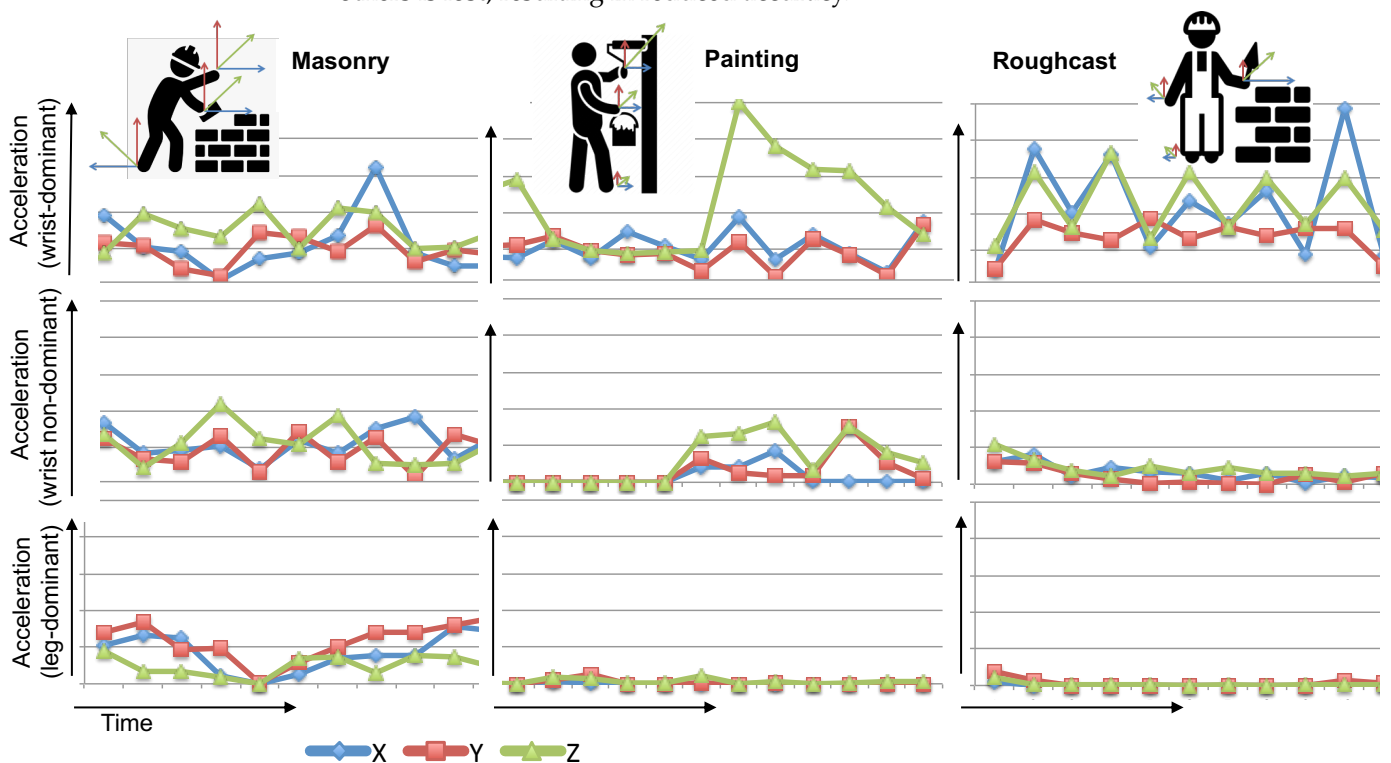 Masonry
Painting
Roughcast
Acceleration
(wrist-dominant)
Acceleration
(wrist non-dominant)
Acceleration
(leg-dominant)
Time
X
Y
Z